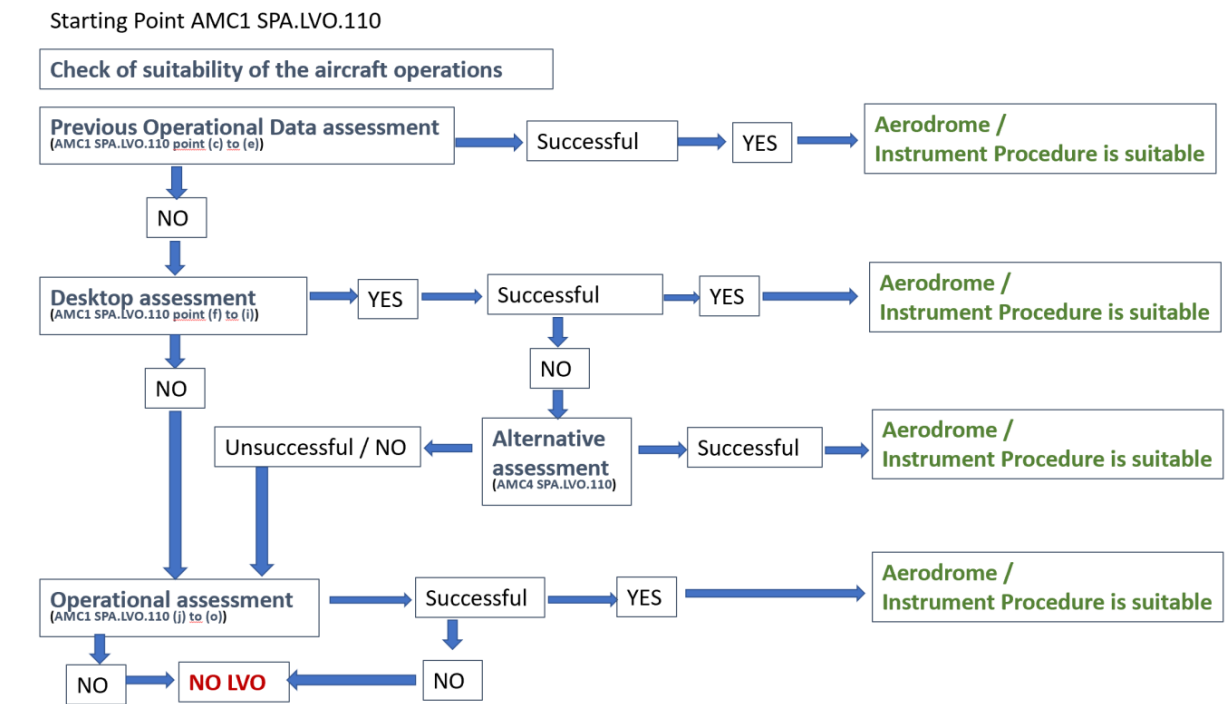 Starting Point AMC1 SPA.LVO.110
Check of suitability of the aircraft operations
Previous Operational Data assessment
(AMC1 SPA.LVO.110 point (c) to (e))
Successful
YES
Aerodrome /
Instrument Procedure is suitable
NO
Desktop assessment
(AMC1 SPA.LVO.110 point (f) to (i))
YES
Successful
YES
Aerodrome /
Instrument Procedure is suitable
NO
NO
Unsuccessful / NO
Alternative
assessment
(AMC4 SPA.LVO.110)
Successful
Aerodrome /
Instrument Procedure is suitable
Operational assessment
(AMC1 SPA.LVO.110 (j) to (o))
Successful
YES
Aerodrome /
Instrument Procedure is suitable
NO
NO LVO
NO